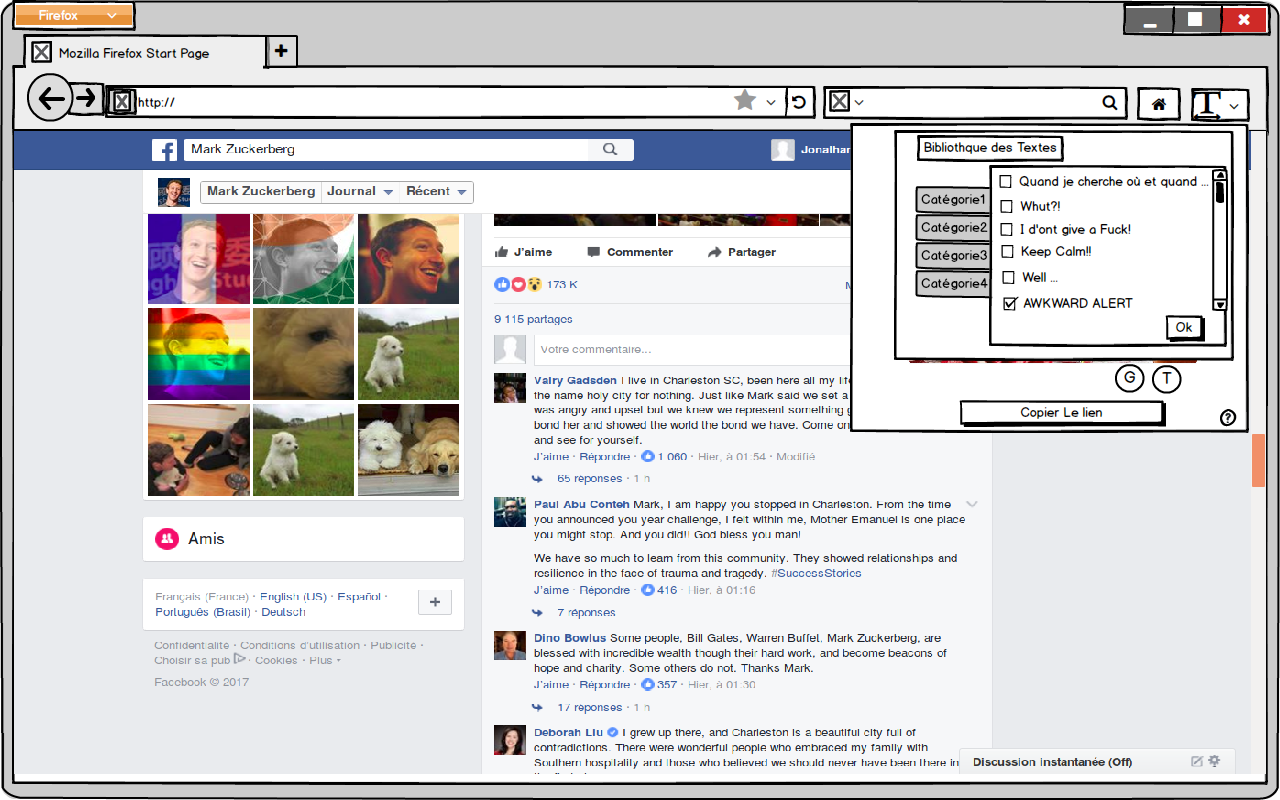 Firefox
Mozilla Firefox Start Page
http://
T
f
Mark Zuckerberg
Jonathar
Mark Zuckerberg
Journal
Récent
J'aime
Commenter
Partager
173 K
9 115 partages
Votre commentaire...
Valry Gadsden I live in Charleston SC, been here all my
the name holy city for nothing. Just like Mark said we set a
was angry and upset but we knew we represent something
bond her and showed the world the bond we have. Come on
and see for yourself.
J'aime · Répondre · 1 060 · Hier, à 01:54 · Modifié
65 réponses · 1 h
Paul Abu Conteh Mark, I am happy you stopped in Charleston. From the time
you announced you year challenge, I felt within me, Mother Emanuel is one place
you might stop. And you did!! God bless you man!
We have so much to learn from this community. They showed relationships and
resilience in the face of trauma and tragedy. #SuccessStories
J'aime · Répondre · 416 · Hier, à 01:16
7 réponses
Dino Bowlus Some people, Bill Gates, Warren Buffet, Mark Zuckerberg, are
blessed with incredible wealth though their hard work, and become beacons of
hope and charity. Some others do not. Thanks Mark.
J'aime · Répondre · 357 · Hier, à 01:30
17 réponses · 1 h
Deborah Liu I grew up there, and Charleston is a beautiful city full of
contradictions. There were wonderful people who embraced my family with
Southern hospitality and those who believed we should never have been there in
Amis
Français (France) · English (US) · Español ·
Português (Brasil) · Deutsch
+
Confidentialité · Conditions d'utilisation · Publicité ·
Choisir sa pub · Cookies · Plus
Facebook © 2017
Bibliothque des Textes
Catégorie1
Catégorie2
Catégorie3
Catégorie4
Quand je cherche où et quand ...
Whut?!
I d'ont give a Fuck!
Keep Calm!!
Well ...
AWKWARD ALERT
Ok
G
T
Copier Le lien
?
Discussion Instantanée (Off)